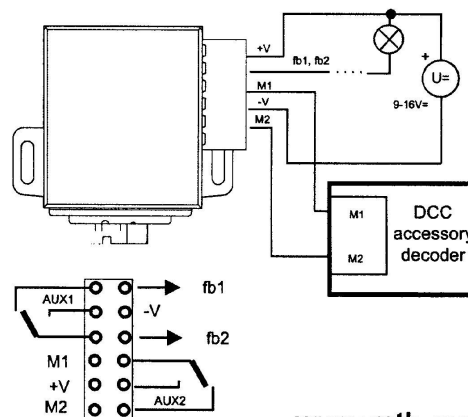 +V
fb1, fb2
M1
-V
M2
+
U=
9-16V=
M1
M2
DCC
accessory
decoder
fb1
AUX1
-V
fb2
M1
+V
AUX2
M2